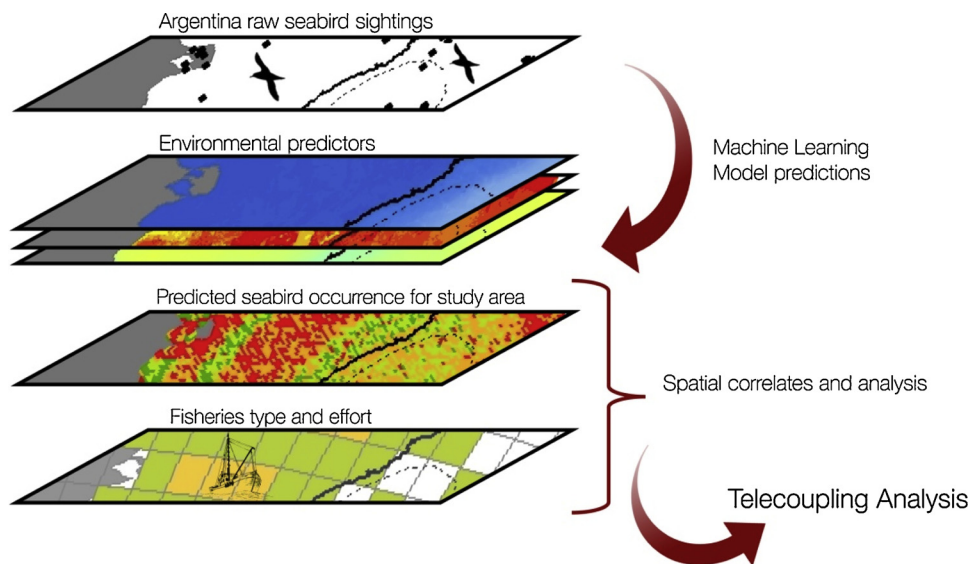 Argentina raw seabird sightings
Environmental predictors
Machine Learning
Model predictions
Predicted seabird occurrence for study area
Spatial correlates and analysis
Fisheries type and effort
Telecoupling Analysis